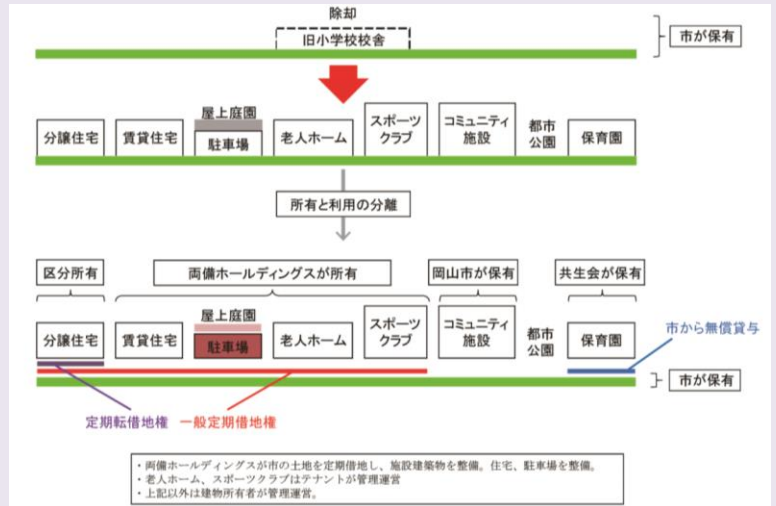 除却
旧小学校校舎
市が保有
分譲住宅
賃貸住宅
屋上庭園
駐車場
老人ホーム
スポーツ
クラブ
コミュニティ
施設
都市
公園
保育園
所有と利用の分離
区分所有
両備ホールディングスが所有
岡山市が保有
共生会が保有
分譲住宅
賃貸住宅
屋上庭園
駐車場
老人ホーム
スポーツ
クラブ
コミュニティ
施設
都市
公園
保育園
市から無償貸与
市が保有
定期転借地権
一般定期借地権
・両備ホールディングスが市の土地を定期借地し、施設建築物を整備。住宅、駐車場を整備。
・老人ホーム、スポーツクラブはテナントが管理運営
・上記以外は建物所有者が管理運営。